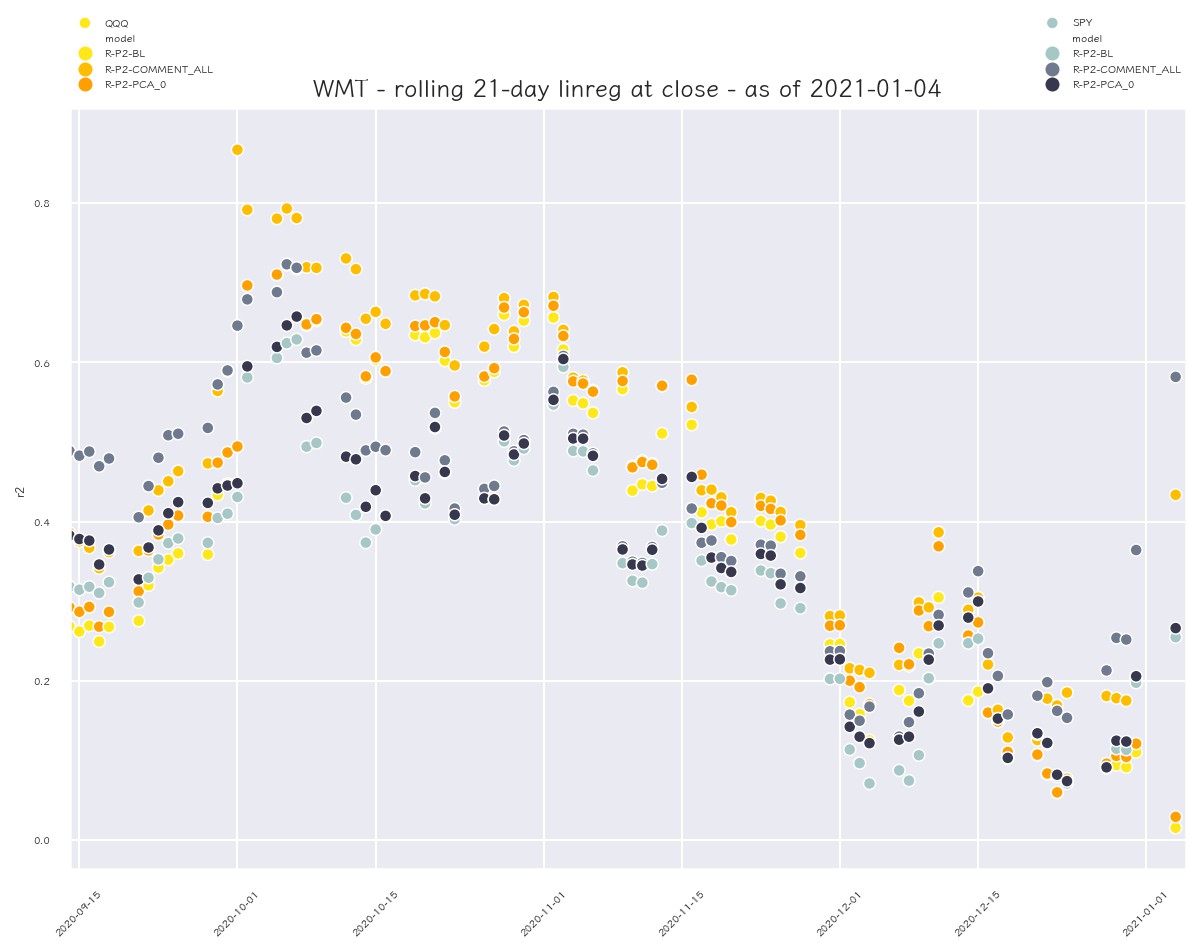 QQQ
model
R-P2-BL
R-P2-COMMENT_ALL
R-P2-PCA_0
SPY
model
R-P2-BL
R-P2-COMMENT_ALL
R-P2-PCA_0
WMT - rolling 21-day linreg at close - as of 2021-01-04
0.8
0.6
r2
0.4
0.2
0.0
2020-09-15
2020-10-01
2020-10-15
2020-11-01
2020-11-15
2020-12-01
2020-12-15
2021-01-01